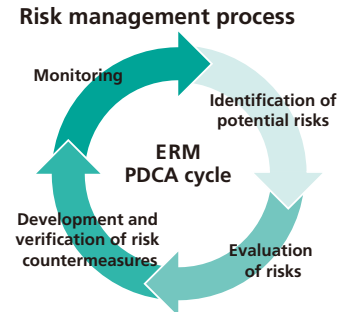 Risk management process
Monitoring
Identification of
potential risks
ERM
PDCA cycle
Development and
verification of risk
countermeasures
Evaluation
of risks